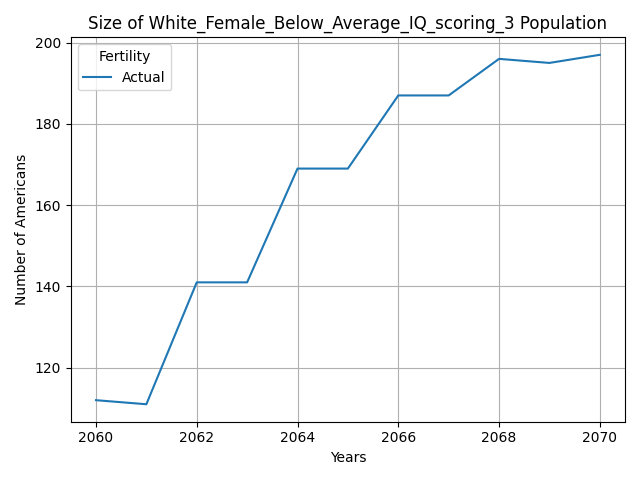 Size of White_Female_Below_Average_IQ_scoring_3 Population
200
180
160
140
120
Number of Americans
Fertility
Actual
2060 2062 2064 2066 2068 2070
Years